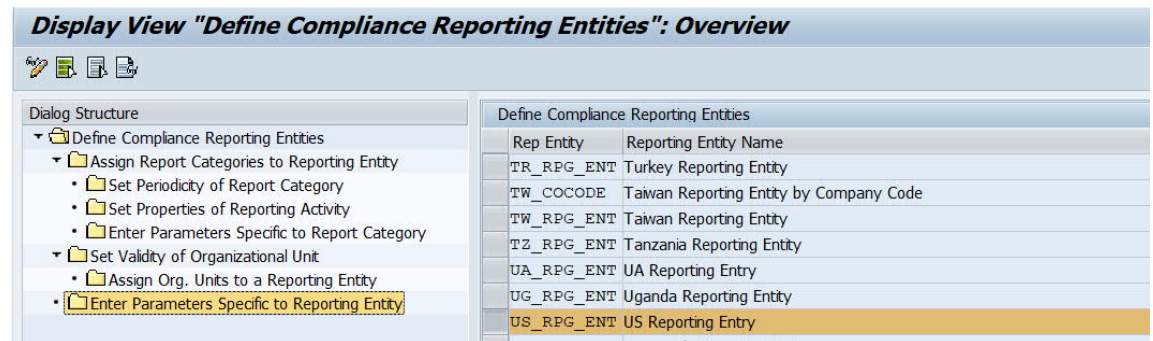 Display View "Define Compliance Reporting Entities": Overview
Dialog Structure
Define Compliance Reporting Entities
Assign Report Categories to Reporting Entity
Set Periodicity of Report Category
Set Properties of Reporting Activity
Enter Parameters Specific to Report Category
Set Validity of Organizational Unit
Assign Org. Units to a Reporting Entity
Enter Parameters Specific to Reporting Entity
Define Compliance Reporting Entities
Rep Entity Reporting Entity Name
TR_RPG_ENT Turkey Reporting Entity
TW_COCODE Taiwan Reporting Entity by Company Code
TW_RPG_ENT Taiwan Reporting Entity
TZ_RPG_ENT Tanzania Reporting Entity
UA_RPG_ENT UA Reporting Entry
UG_RPG_ENT Uganda Reporting Entity
US_RPG_ENT US Reporting Entry